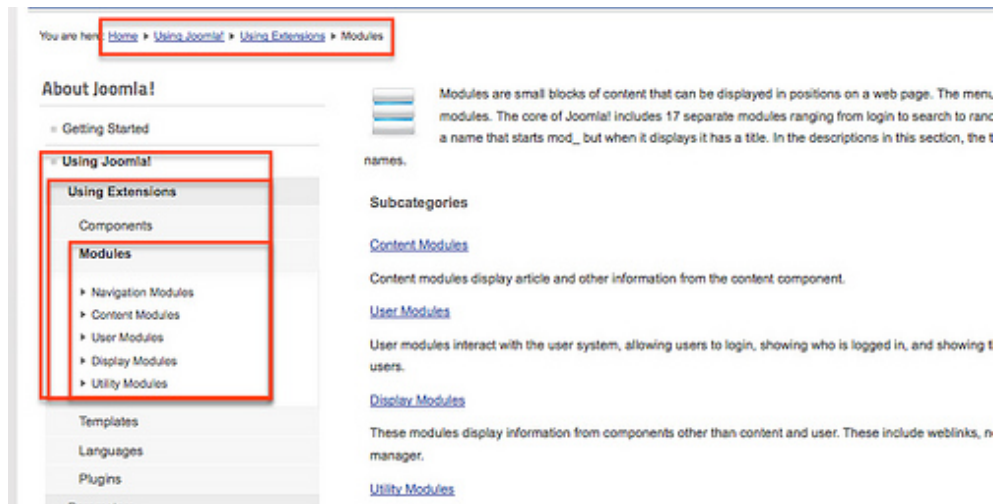 You are here: Home ▸ Using Joomla! ▸ Using Extensions ▸ Modules
About Joomla!
Getting Started
Using Joomla!
Using Extensions
Components
Modules
▸ Navigation Modules
▸ Content Modules
▸ User Modules
▸ Display Modules
▸ Utility Modules
Templates
Languages
Plugins
Modules are small blocks of content that can be displayed in positions on a web page. The menu
modules. The core of Joomla! includes 17 separate modules ranging from login to search to
a name that starts mod_ but when it displays it has a title. In the descriptions in this section, the
names.
Subcategories
Content Modules
Content modules display article and other information from the content component.
User Modules
User modules interact with the user system, allowing users to login, showing who is logged in, and showing
users.
Display Modules
These modules display information from components other than content and user. These include weblinks,
manager.
Utility Modules